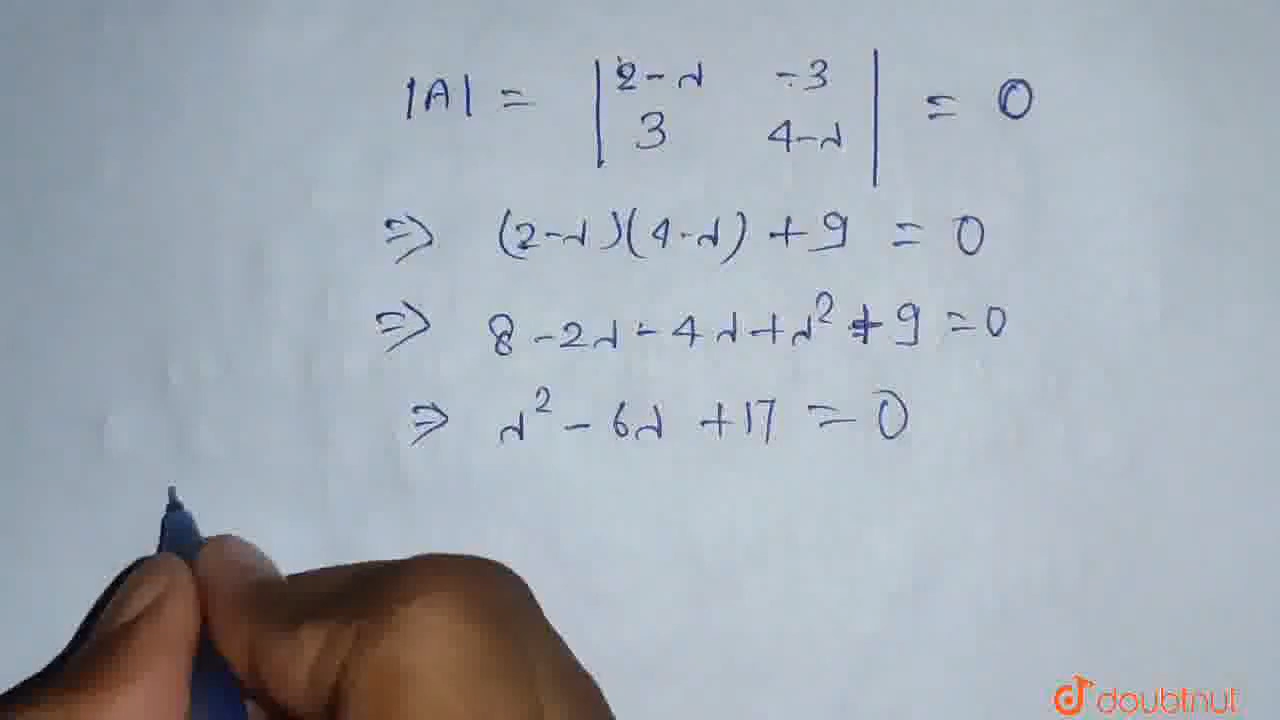 |A| = | 2-λ -3 | = 0
| 3 4-λ |
⇒ (2-λ)(4-λ) + 9 = 0
⇒ 8 - 2λ - 4λ + λ² + 9 = 0
⇒ λ² - 6λ + 17 = 0
doubtnut